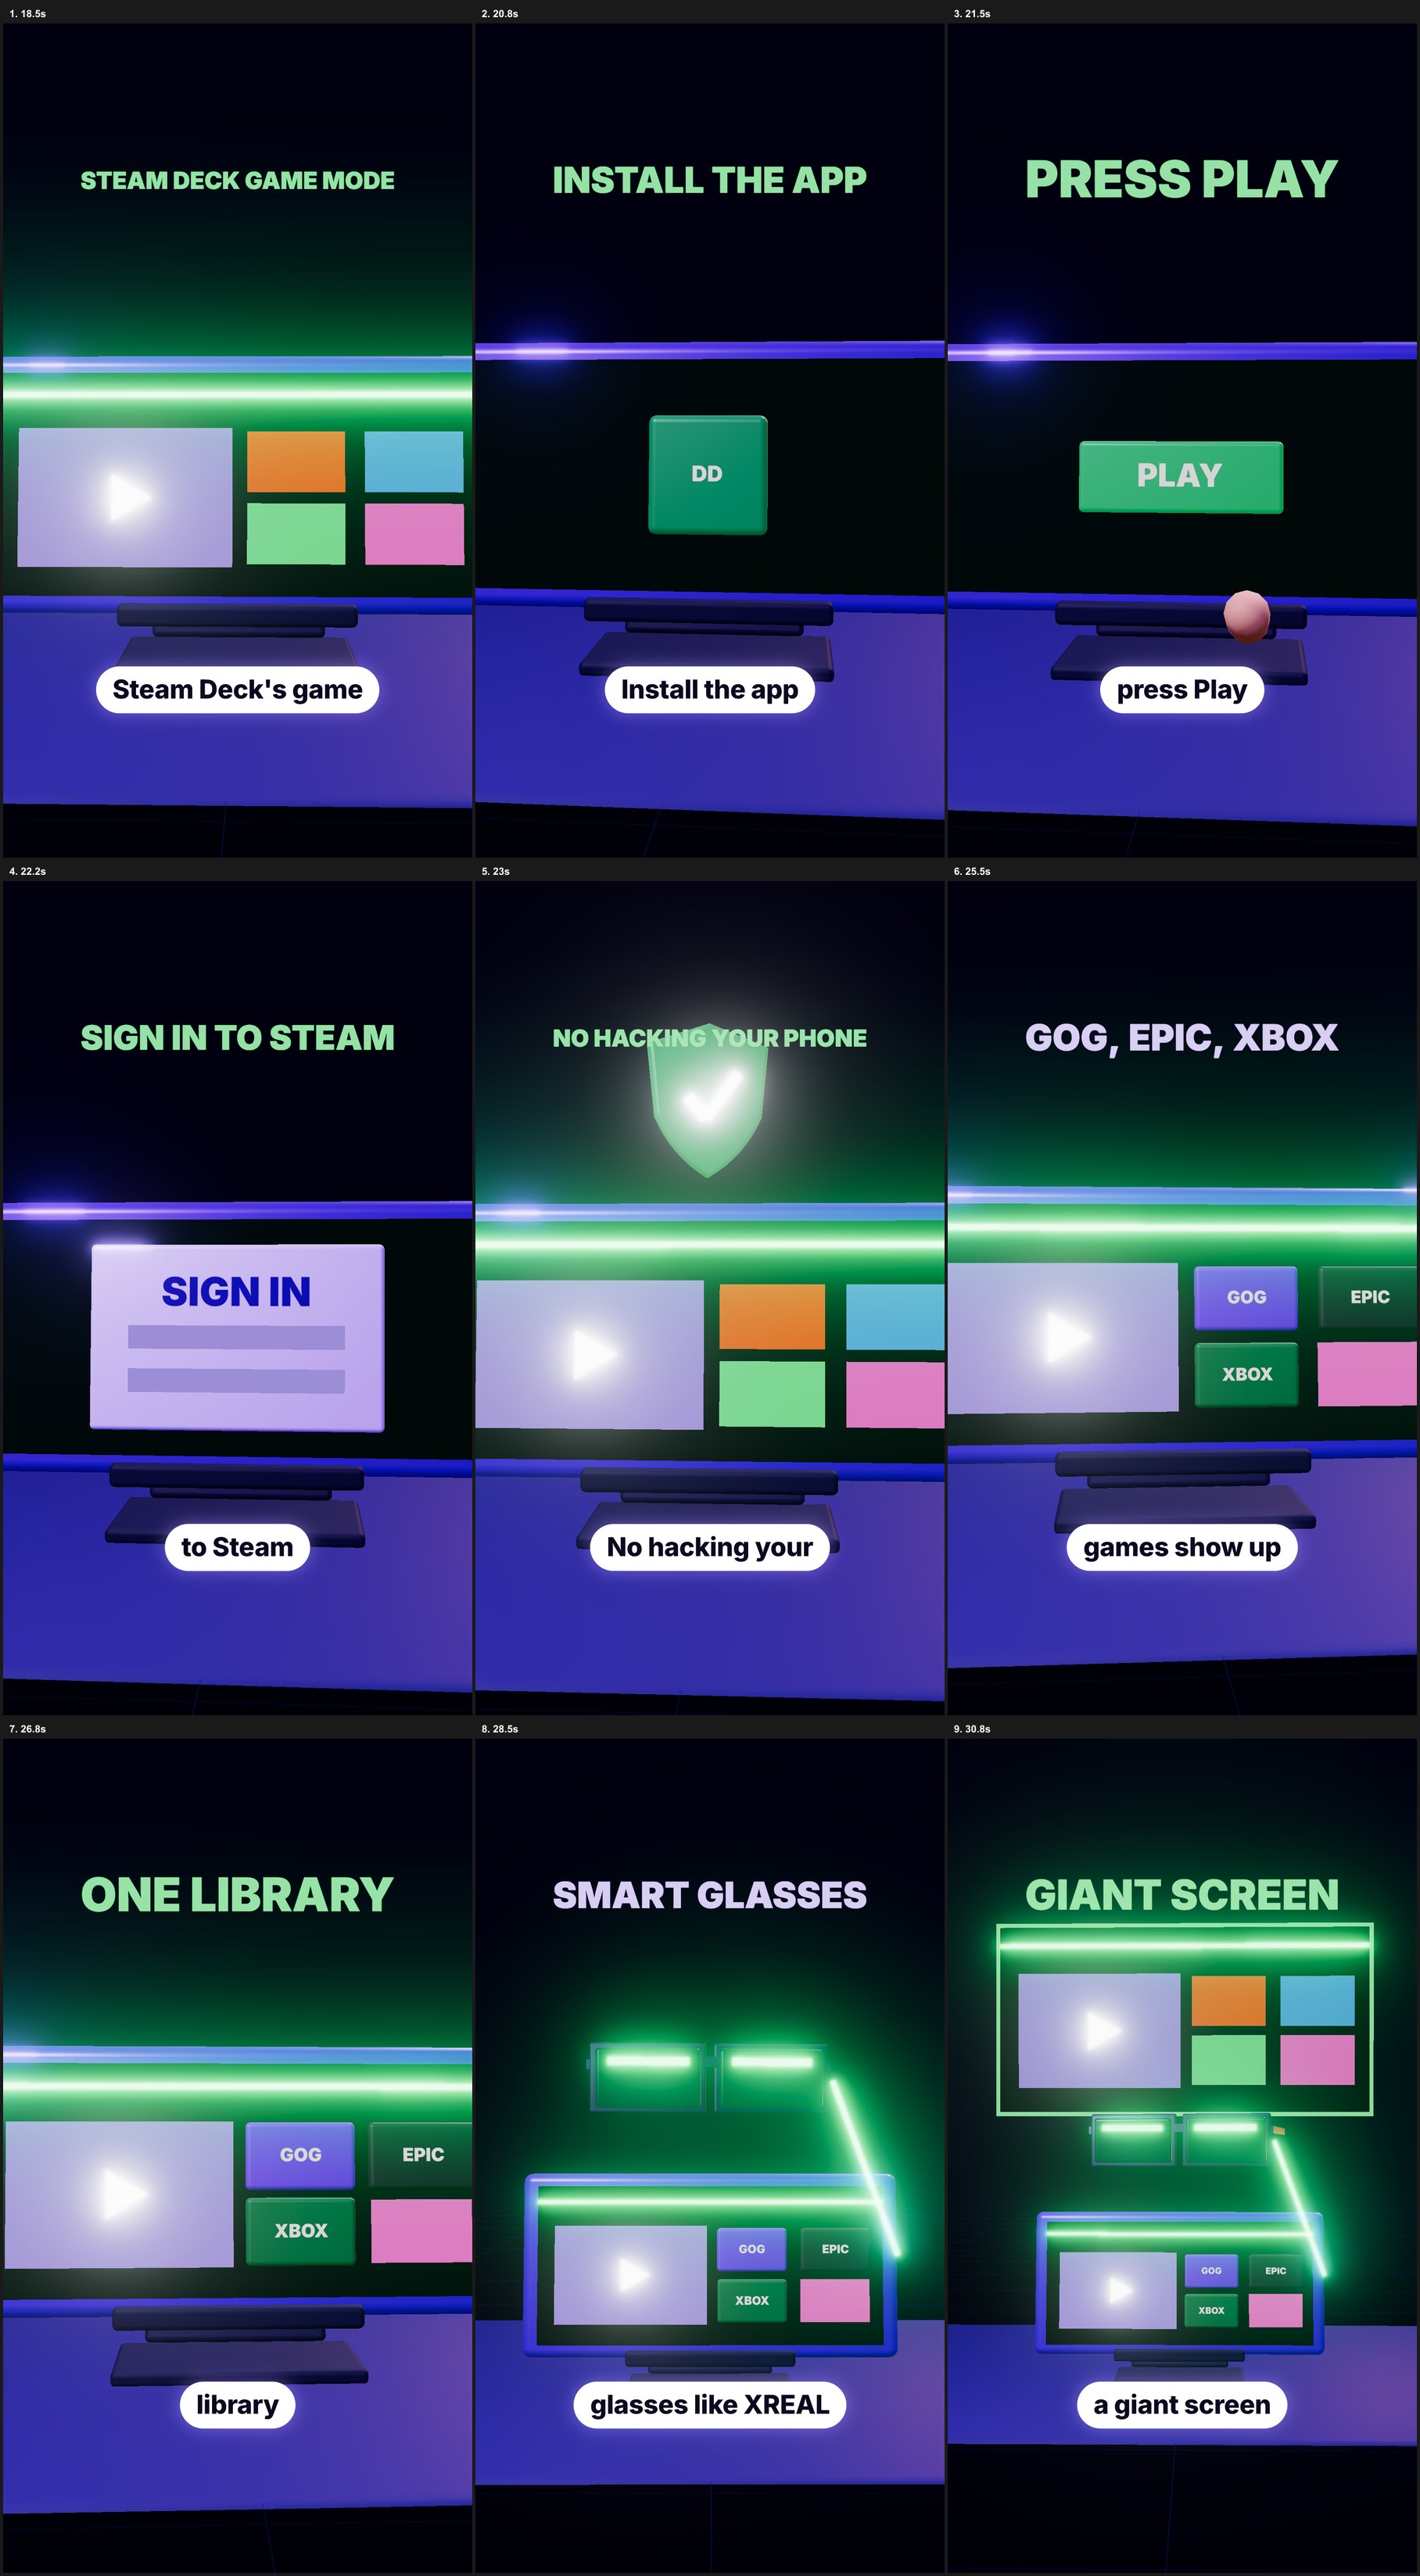 1. 18.5s
STEAM DECK GAME MODE
Steam Deck's game
2. 20.8s
INSTALL THE APP
DD
Install the app
3. 21.5s
PRESS PLAY
PLAY
press Play
4. 22.2s
SIGN IN TO STEAM
SIGN IN
to Steam
5. 23s
NO HACKING YOUR PHONE
No hacking your
6. 25.5s
GOG, EPIC, XBOX
GOG
EPIC
XBOX
games show up
7. 26.8s
ONE LIBRARY
GOG
EPIC
XBOX
library
8. 28.5s
SMART GLASSES
GOG
EPIC
XBOX
glasses like XREAL
9. 30.8s
GIANT SCREEN
GOG
EPIC
XBOX
a giant screen